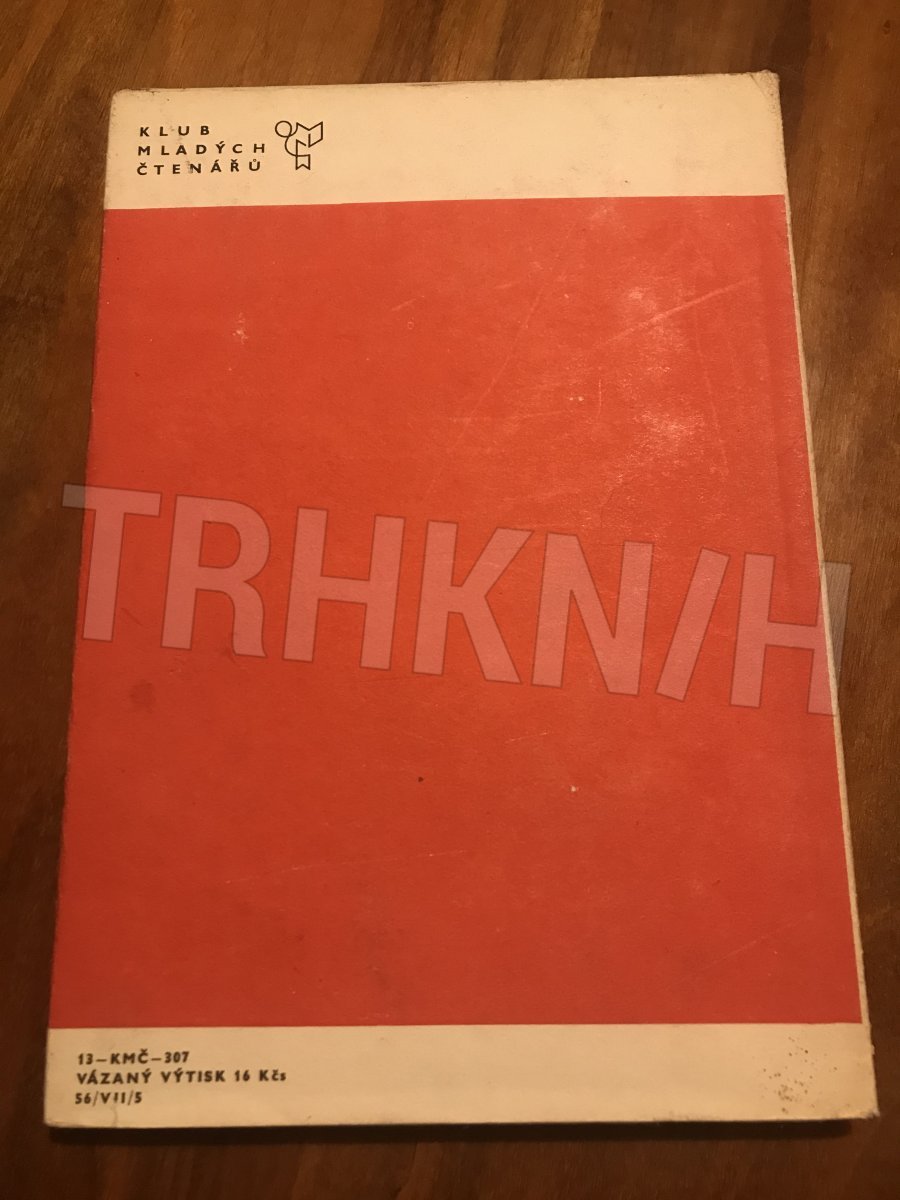 KLUB
MLADÝCH
ČTENÁŘŮ
TRHKNIH
13–KMČ–307
VÁZANÝ VÝTISK 16 Kčs
56/VII/5